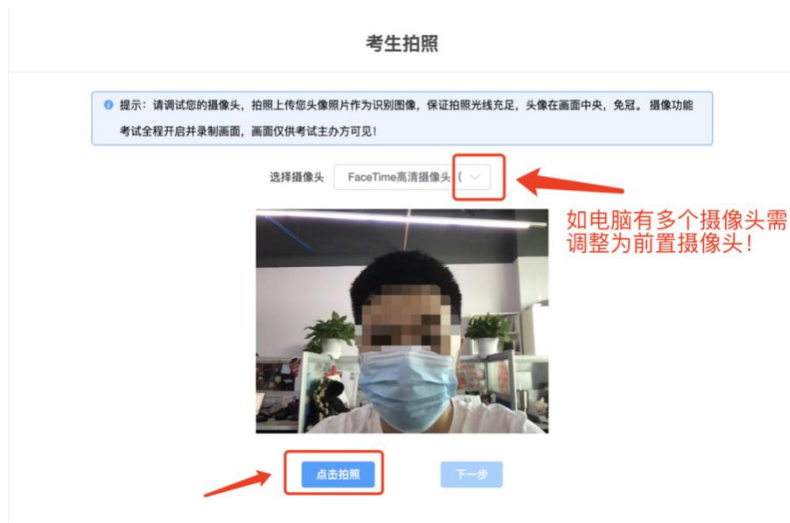 考生拍照
提示：请调试您的摄像头，拍照上传您头像照片作为识别图像，保证拍照光线充足，头像在画面中央，免冠。摄像功能
考试全程开启并录制画面，画面仅供考试主办方可见！
选择摄像头 FaceTime高清摄像头（
如电脑有多个摄像头需
调整为前置摄像头！
点击拍照 下一步